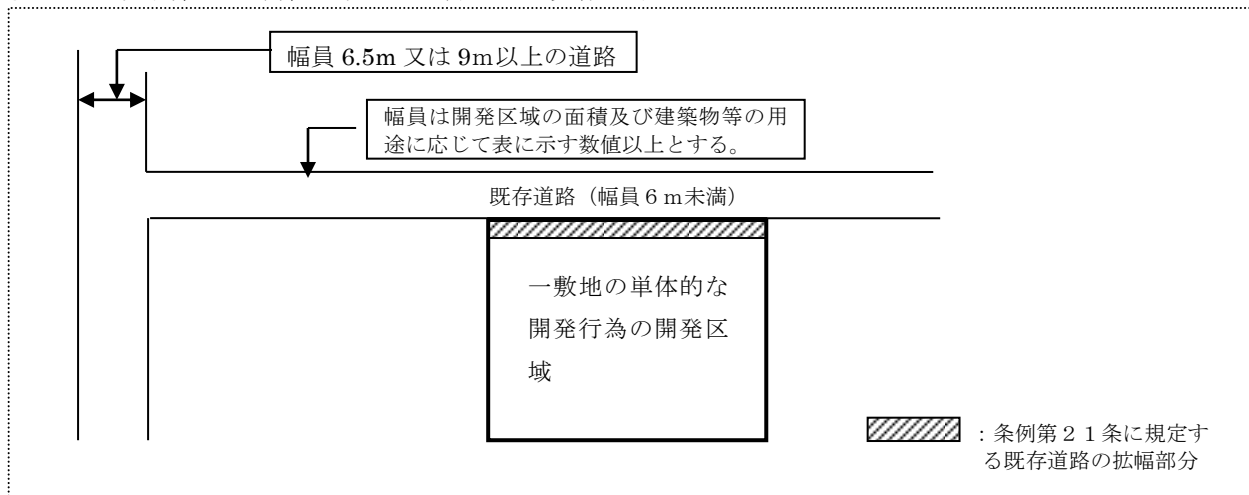 幅員 6.5m 又は 9ｍ以上の道路
幅員は開発区域の面積及び建築物等の用
途に応じて表に示す数値以上とする。
既存道路（幅員６ｍ未満）
一敷地の単体的な
開発行為の開発区
域
：条例第２１条に規定す
る既存道路の拡幅部分